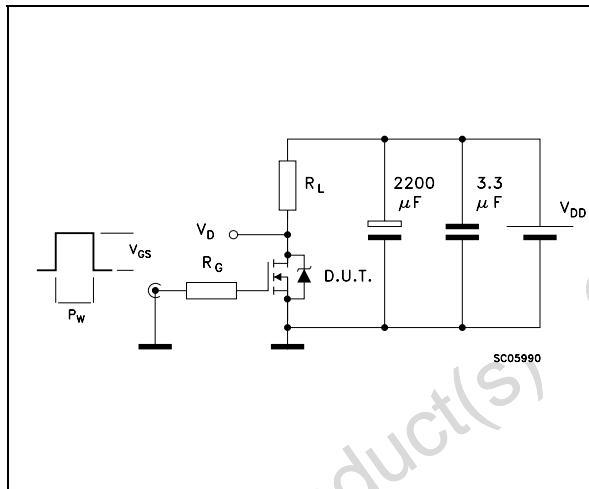 R_L
2200 μF
3.3 μF
V_DD
V_D
V_GS
R_G
D.U.T.
P_W
SC05990
duct(s)